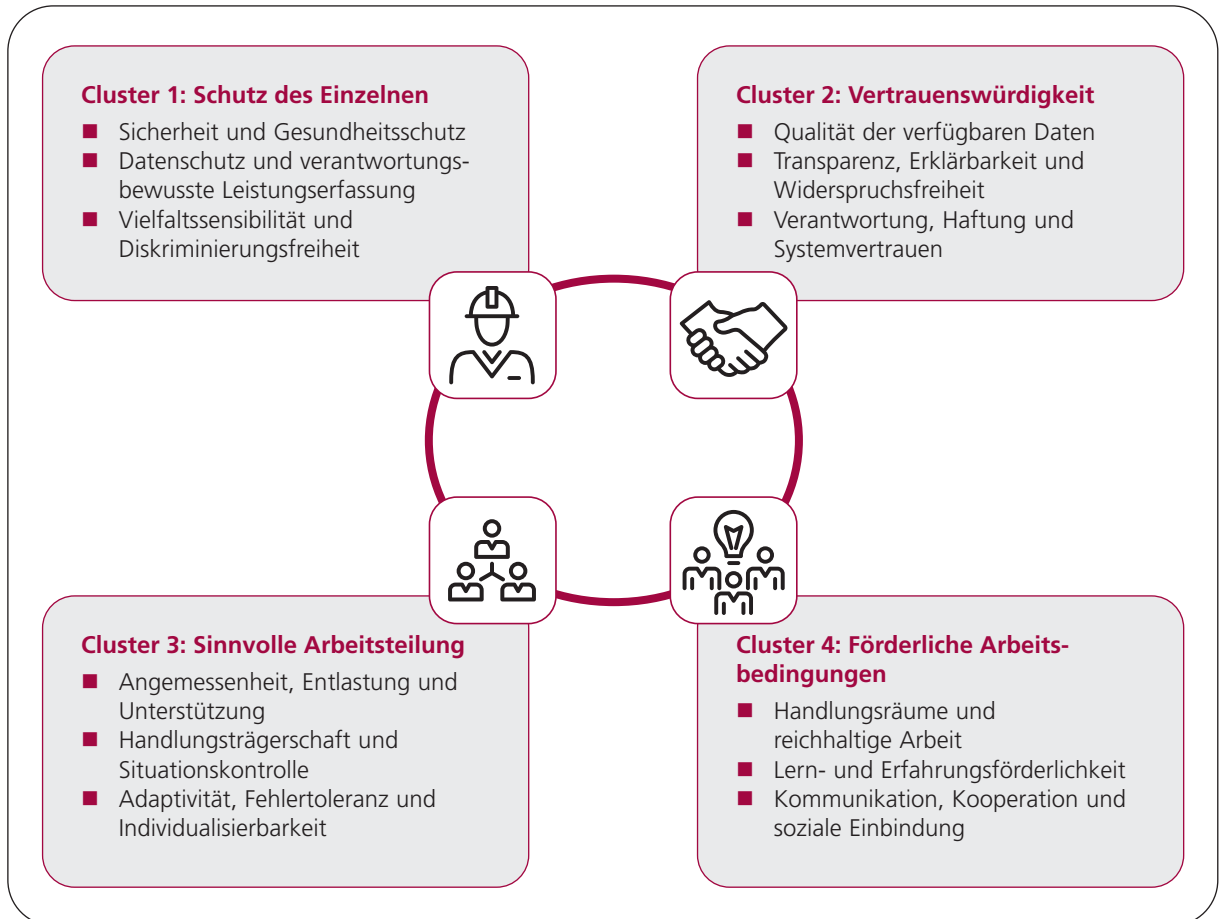 Cluster 1: Schutz des Einzelnen
■ Sicherheit und Gesundheitsschutz
■ Datenschutz und verantwortungs-
bewusste Leistungserfassung
■ Vielfaltssensibilität und
Diskriminierungsfreiheit
Cluster 2: Vertrauenswürdigkeit
■ Qualität der verfügbaren Daten
■ Transparenz, Erklärbarkeit und
Widerspruchsfreiheit
■ Verantwortung, Haftung und
Systemvertrauen
Cluster 3: Sinnvolle Arbeitsteilung
■ Angemessenheit, Entlastung und
Unterstützung
■ Handlungsträgerschaft und
Situationskontrolle
■ Adaptivität, Fehlertoleranz und
Individualisierbarkeit
Cluster 4: Förderliche Arbeits-
bedingungen
■ Handlungsräume und
reichhaltige Arbeit
■ Lern- und Erfahrungsförderlichkeit
■ Kommunikation, Kooperation und
soziale Einbindung